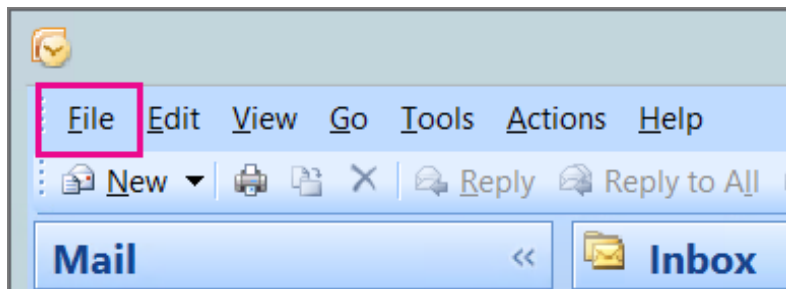 File Edit View Go Tools Actions Help
New Reply Reply to All
Mail Inbox